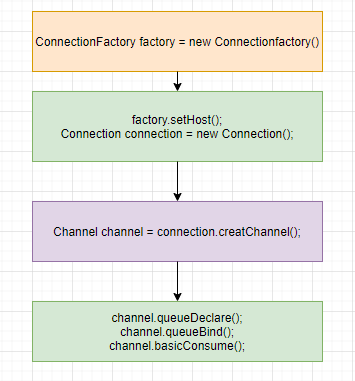 ConnectionFactory factory = new Connectionfactory()
factory.setHost();
Connection connection = new Connection();
Channel channel = connection.creatChannel();
channel.queueDeclare();
channel.queueBind();
channel.basicConsume();